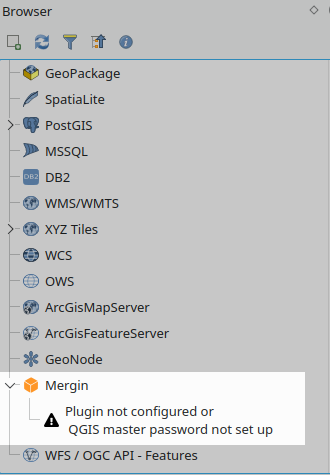 Browser
GeoPackage
SpatiaLite
PostGIS
MSSQL
DB2
DB2
WMS/WMTS
XYZ Tiles
WCS
OWS
ArcGisMapServer
ArcGisFeatureServer
GeoNode
Mergin
Plugin not configured or
QGIS master password not set up
WFS / OGC API - Features